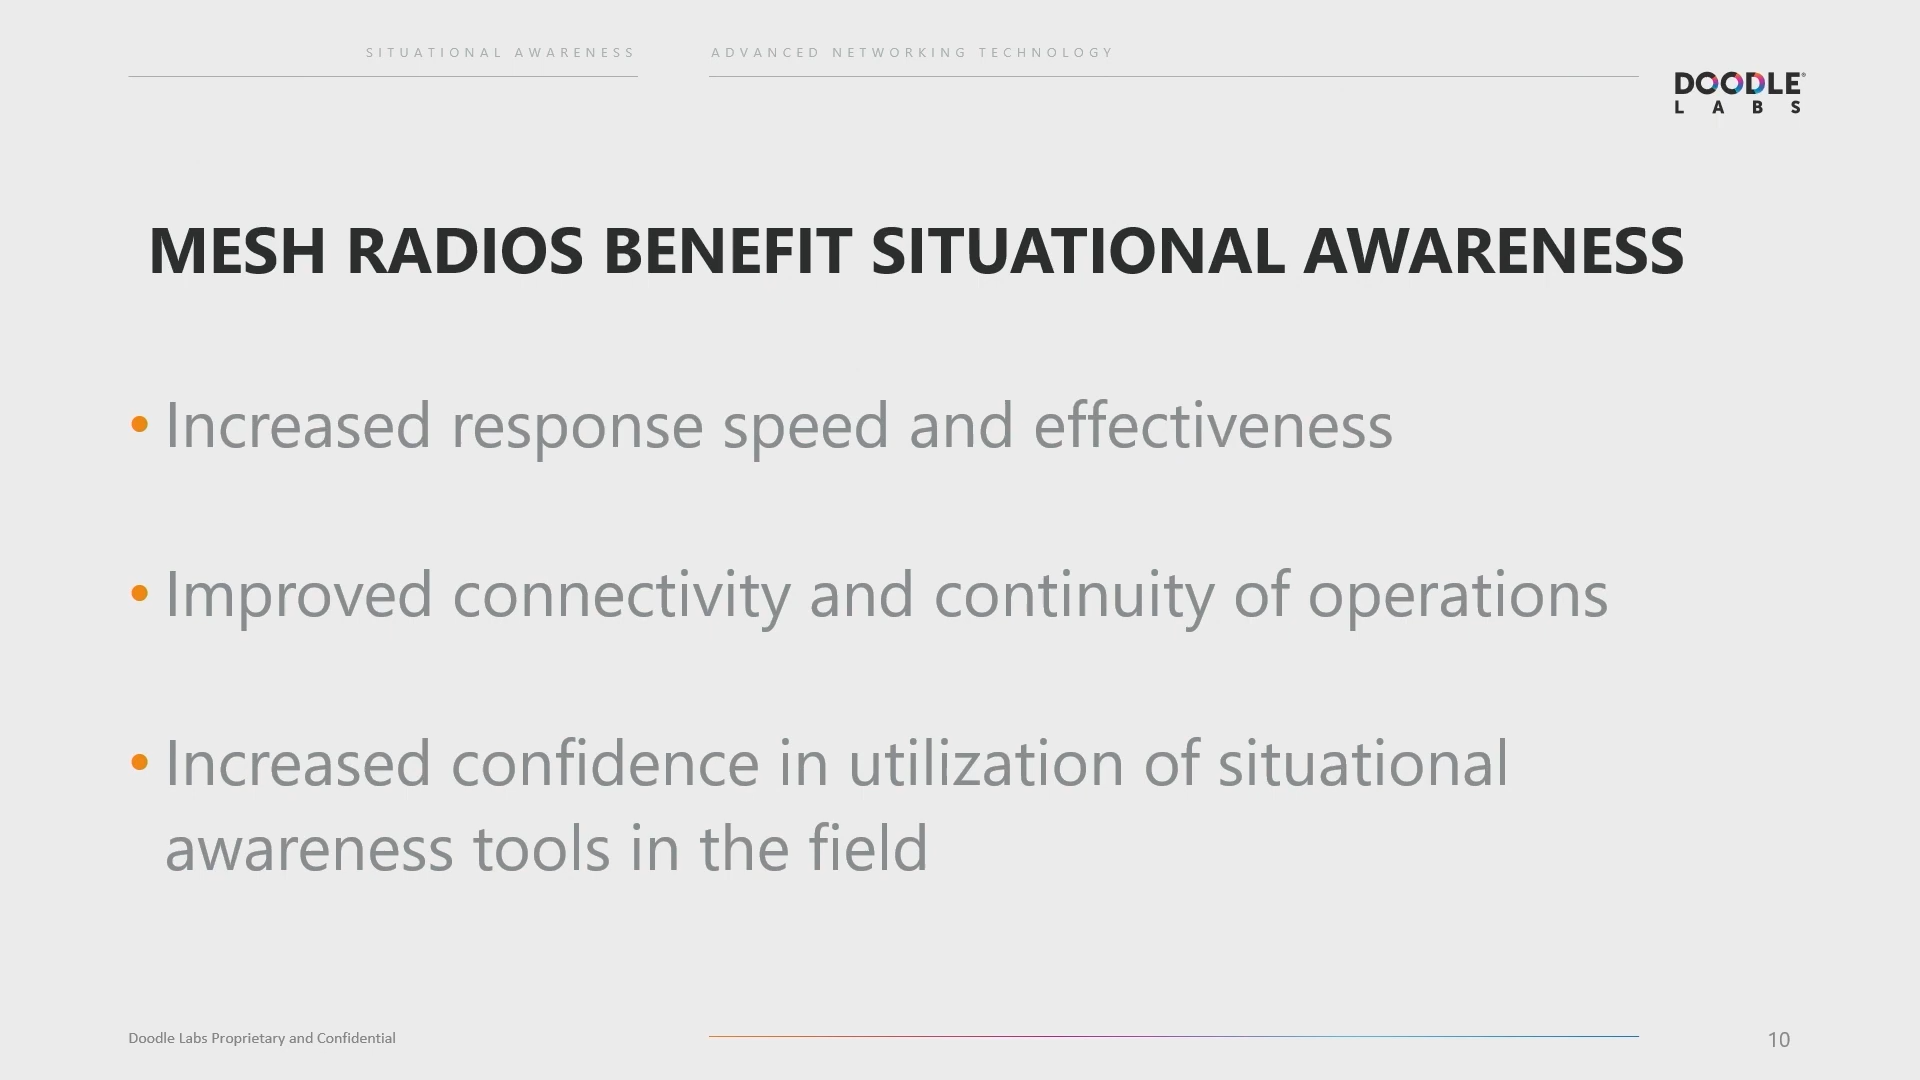 SITUATIONAL AWARENESS
ADVANCED NETWORKING TECHNOLOGY
DOODLE®
LABS
MESH RADIOS BENEFIT SITUATIONAL AWARENESS
• Increased response speed and effectiveness
• Improved connectivity and continuity of operations
• Increased confidence in utilization of situational
awareness tools in the field
Doodle Labs Proprietary and Confidential
10